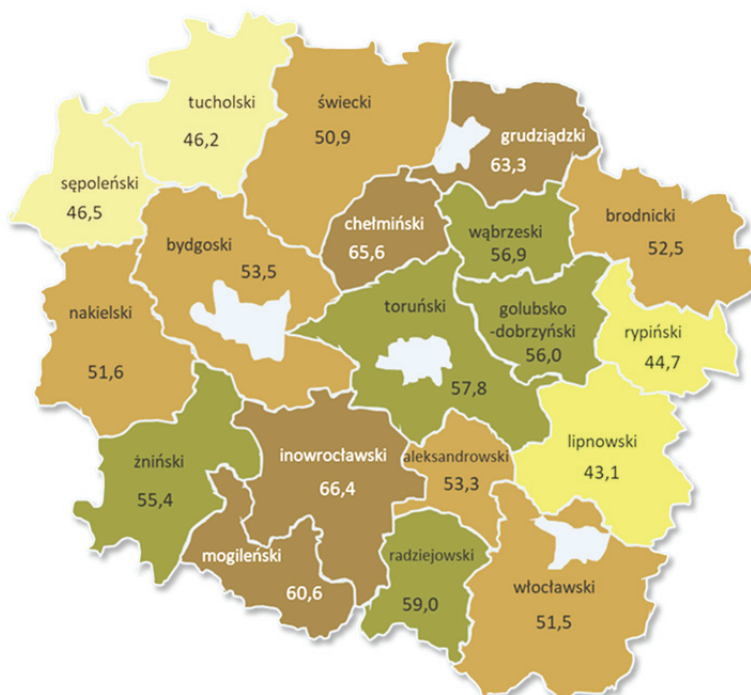 tucholski
46,2
świecki
50,9
grudziądzki
63,3
sępoleński
46,5
chełmiński
65,6
wąbrzeski
56,9
brodnicki
52,5
bydgoski
53,5
nakielski
51,6
toruński
57,8
golubsko
-dobrzyński
56,0
rypiński
44,7
żniński
55,4
inowrocławski
66,4
aleksandrowski
53,3
lipnowski
43,1
mogileński
60,6
radziejowski
59,0
włocławski
51,5